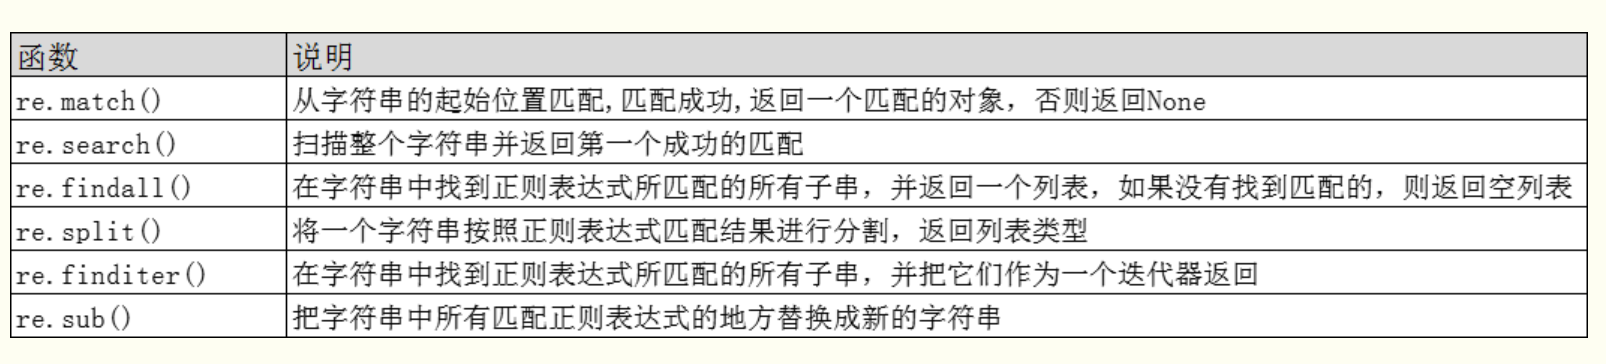 函数 说明
re.match() 从字符串的起始位置匹配,匹配成功,返回一个匹配的对象，否则返回None
re.search() 扫描整个字符串并返回第一个成功的匹配
re.findall() 在字符串中找到正则表达式所匹配的所有子串，并返回一个列表，如果没有找到匹配的，则返回空列表
re.split() 将一个字符串按照正则表达式匹配结果进行分割，返回列表类型
re.finditer() 在字符串中找到正则表达式所匹配的所有子串，并把它们作为一个迭代器返回
re.sub() 把字符串中所有匹配正则表达式的地方替换成新的字符串